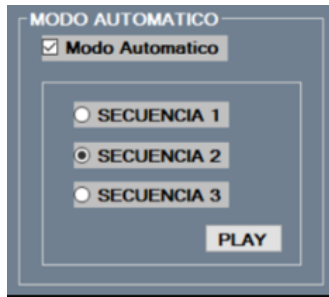 MODO AUTOMATICO
Modo Automatico
SECUENCIA 1
SECUENCIA 2
SECUENCIA 3
PLAY